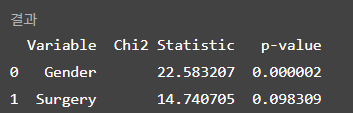 결과
Variable Chi2 Statistic p-value
0 Gender 22.583207 0.000002
1 Surgery 14.740705 0.098309